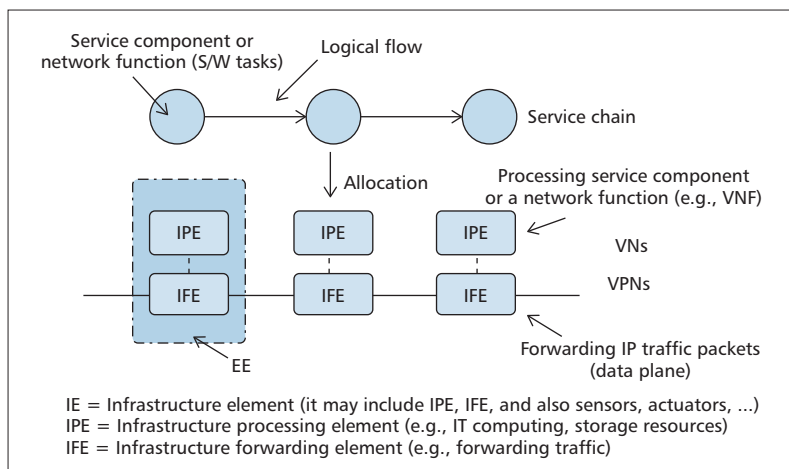 Service component or
network function (S/W tasks)
Logical flow
Service chain
Allocation
Processing service component
or a network function (e.g., VNF)
IPE
IPE
IPE
VNs
VPNs
IFE
IFE
IFE
EE
Forwarding IP traffic packets
(data plane)
IE = Infrastructure element (it may include IPE, IFE, and also sensors, actuators, ...)
IPE = Infrastructure processing element (e.g., IT computing, storage resources)
IFE = Infrastructure forwarding element (e.g., forwarding traffic)